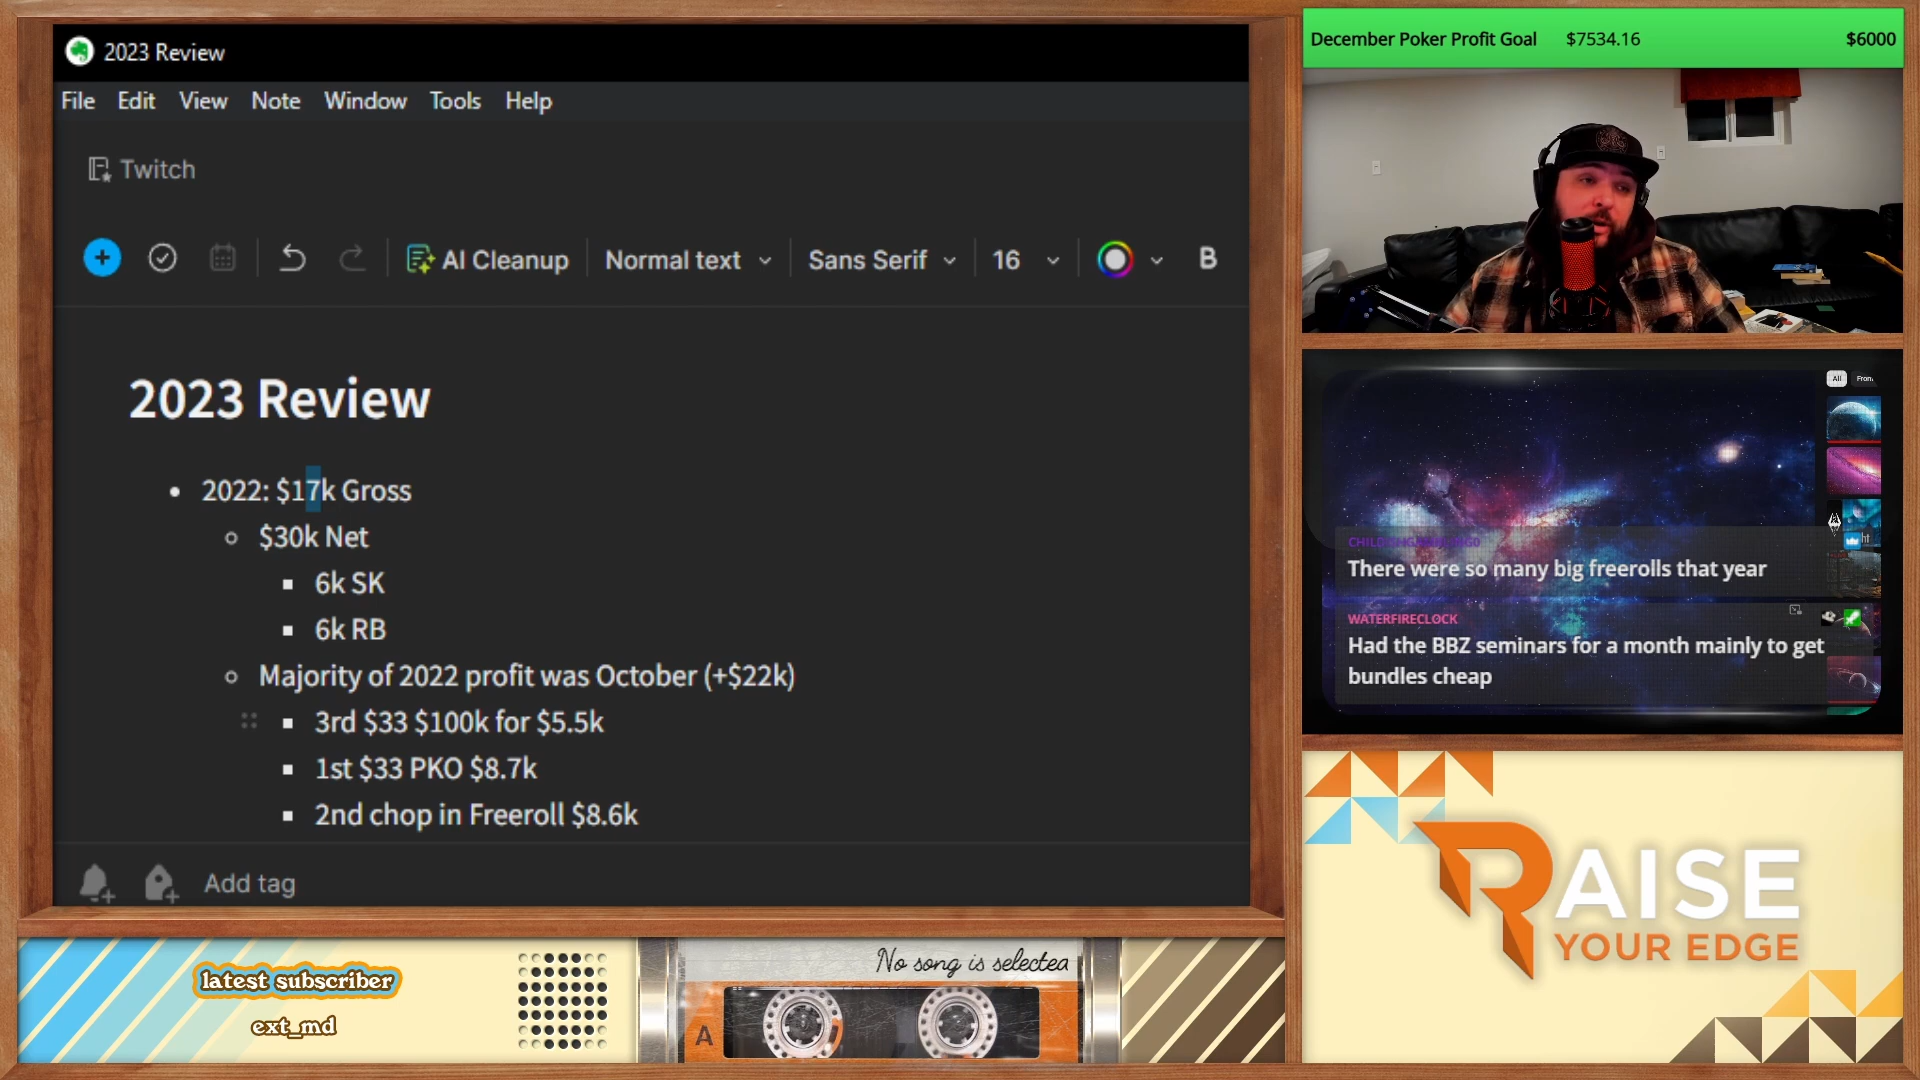 2023 Review
File Edit View Note Window Tools Help
Twitch
AI Cleanup Normal text Sans Serif 16 B
2023 Review
2022: $17k Gross
$30k Net
6k SK
6k RB
Majority of 2022 profit was October (+$22k)
3rd $33 $100k for $5.5k
1st $33 PKO $8.7k
2nd chop in Freeroll $8.6k
Add tag
December Poker Profit Goal $7534.16 $6000
All
There were so many big freerolls that year
WATERFIRECLOCK
Had the BBZ seminars for a month mainly to get
bundles cheap
RAISE
YOUR EDGE
latest subscriber
ext_md
No song is selected
A